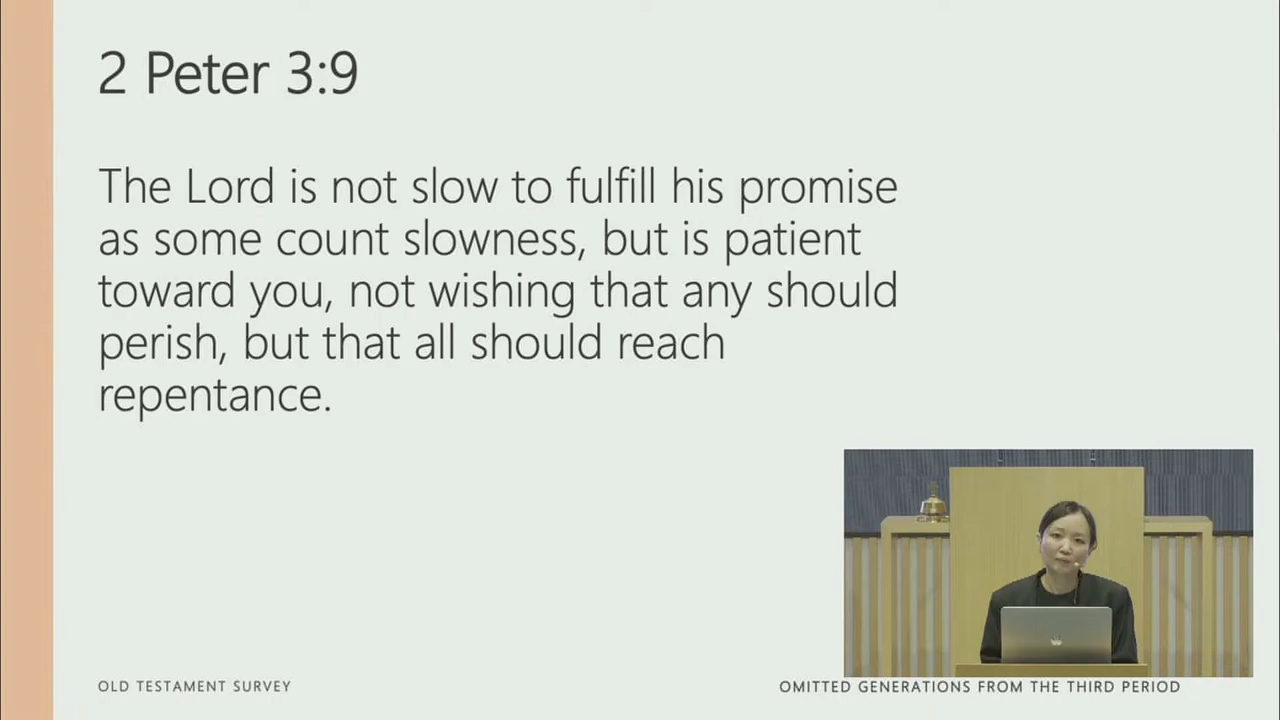 2 Peter 3:9
The Lord is not slow to fulfill his promise
as some count slowness, but is patient
toward you, not wishing that any should
perish, but that all should reach
repentance.
OLD TESTAMENT SURVEY
OMITTED GENERATIONS FROM THE THIRD PERIOD